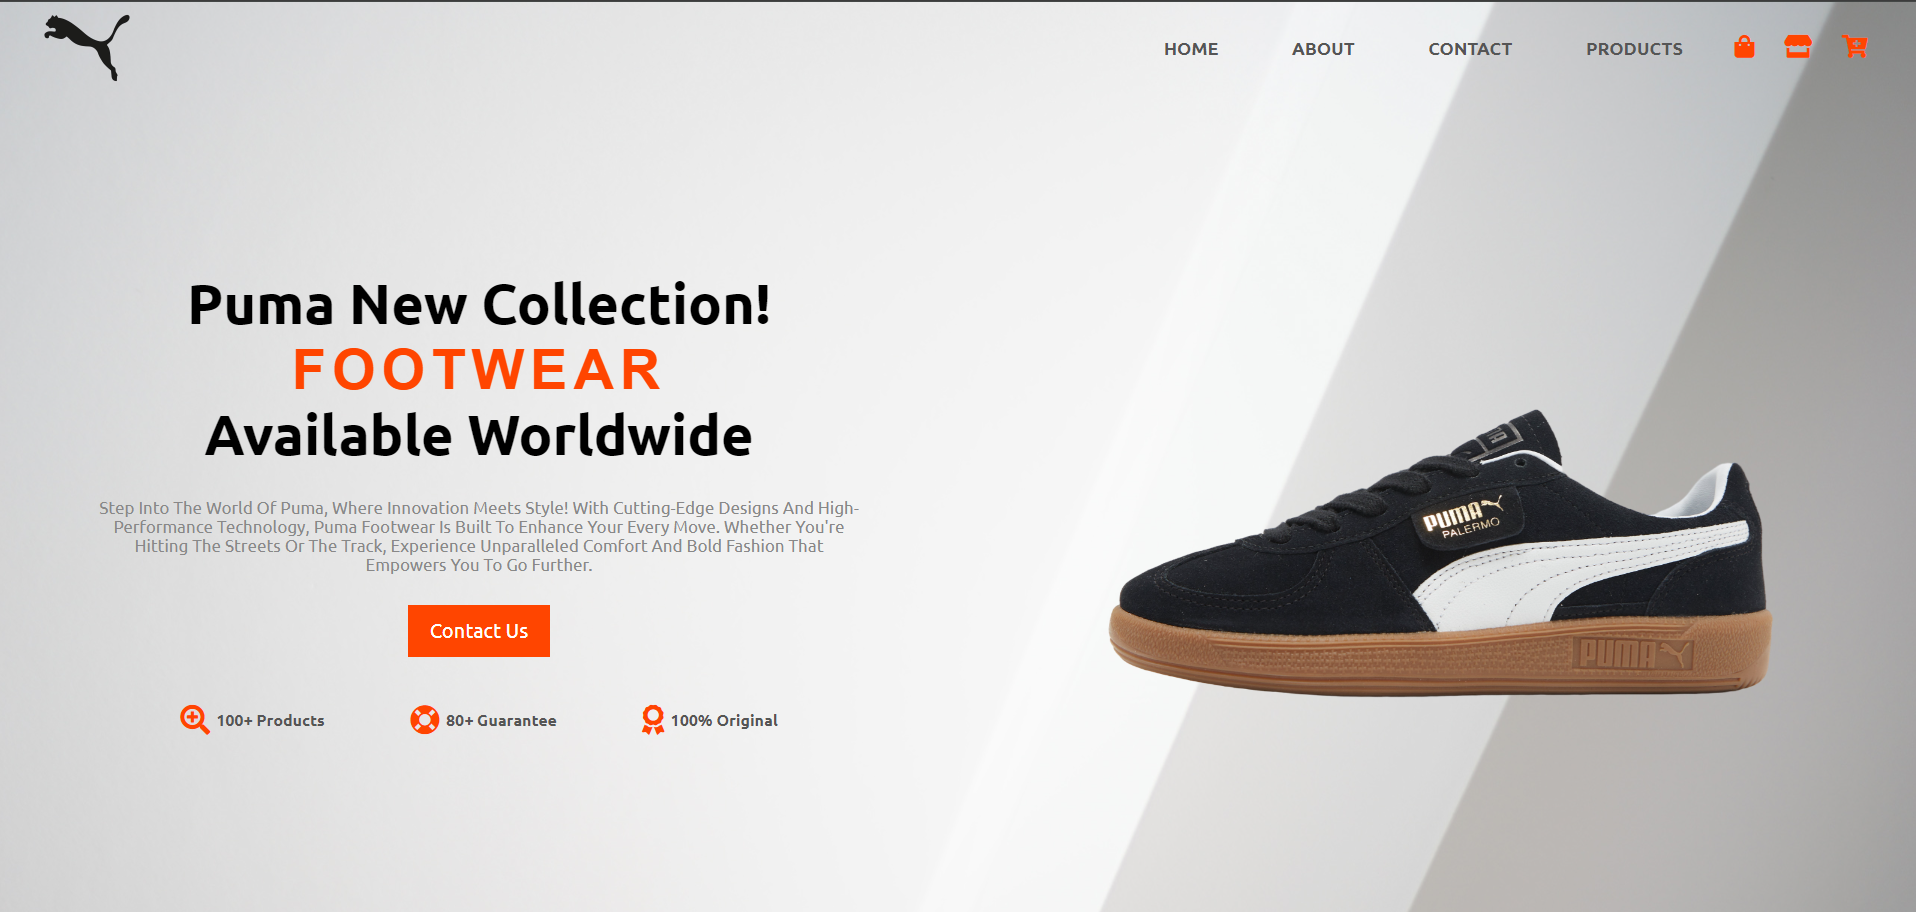 HOME ABOUT CONTACT PRODUCTS
Puma New Collection!
FOOTWEAR
Available Worldwide
Step Into The World Of Puma, Where Innovation Meets Style! With Cutting-Edge Designs And High-
Performance Technology, Puma Footwear Is Built To Enhance Your Every Move. Whether You're
Hitting The Streets Or The Track, Experience Unparalleled Comfort And Bold Fashion That
Empowers You To Go Further.
Contact Us
100+ Products 80+ Guarantee 100% Original
PUMA
PALERMO
PUMA